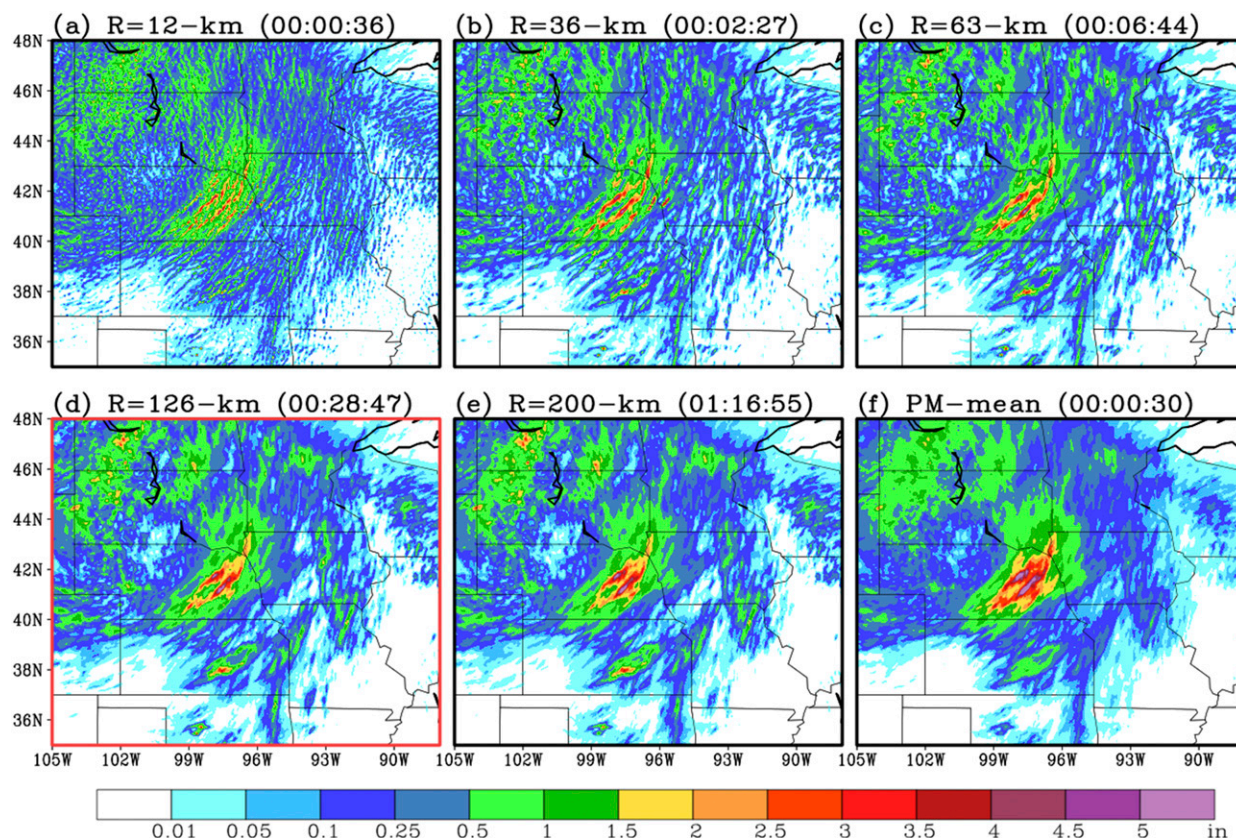 (a) R=12-km (00:00:36)
(b) R=36-km (00:02:27)
(c) R=63-km (00:06:44)
48N
46N
44N
42N
40N
38N
36N
(d) R=126-km (00:28:47)
(e) R=200-km (01:16:55)
(f) PM-mean (00:00:30)
48N
46N
44N
42N
40N
38N
36N
105W 102W 99W 96W 93W 90W 105W 102W 99W 96W 93W 90W 105W 102W 99W 96W 93W 90W
0.01 0.05 0.1 0.25 0.5 1 1.5 2 2.5 3 3.5 4 4.5 5 in